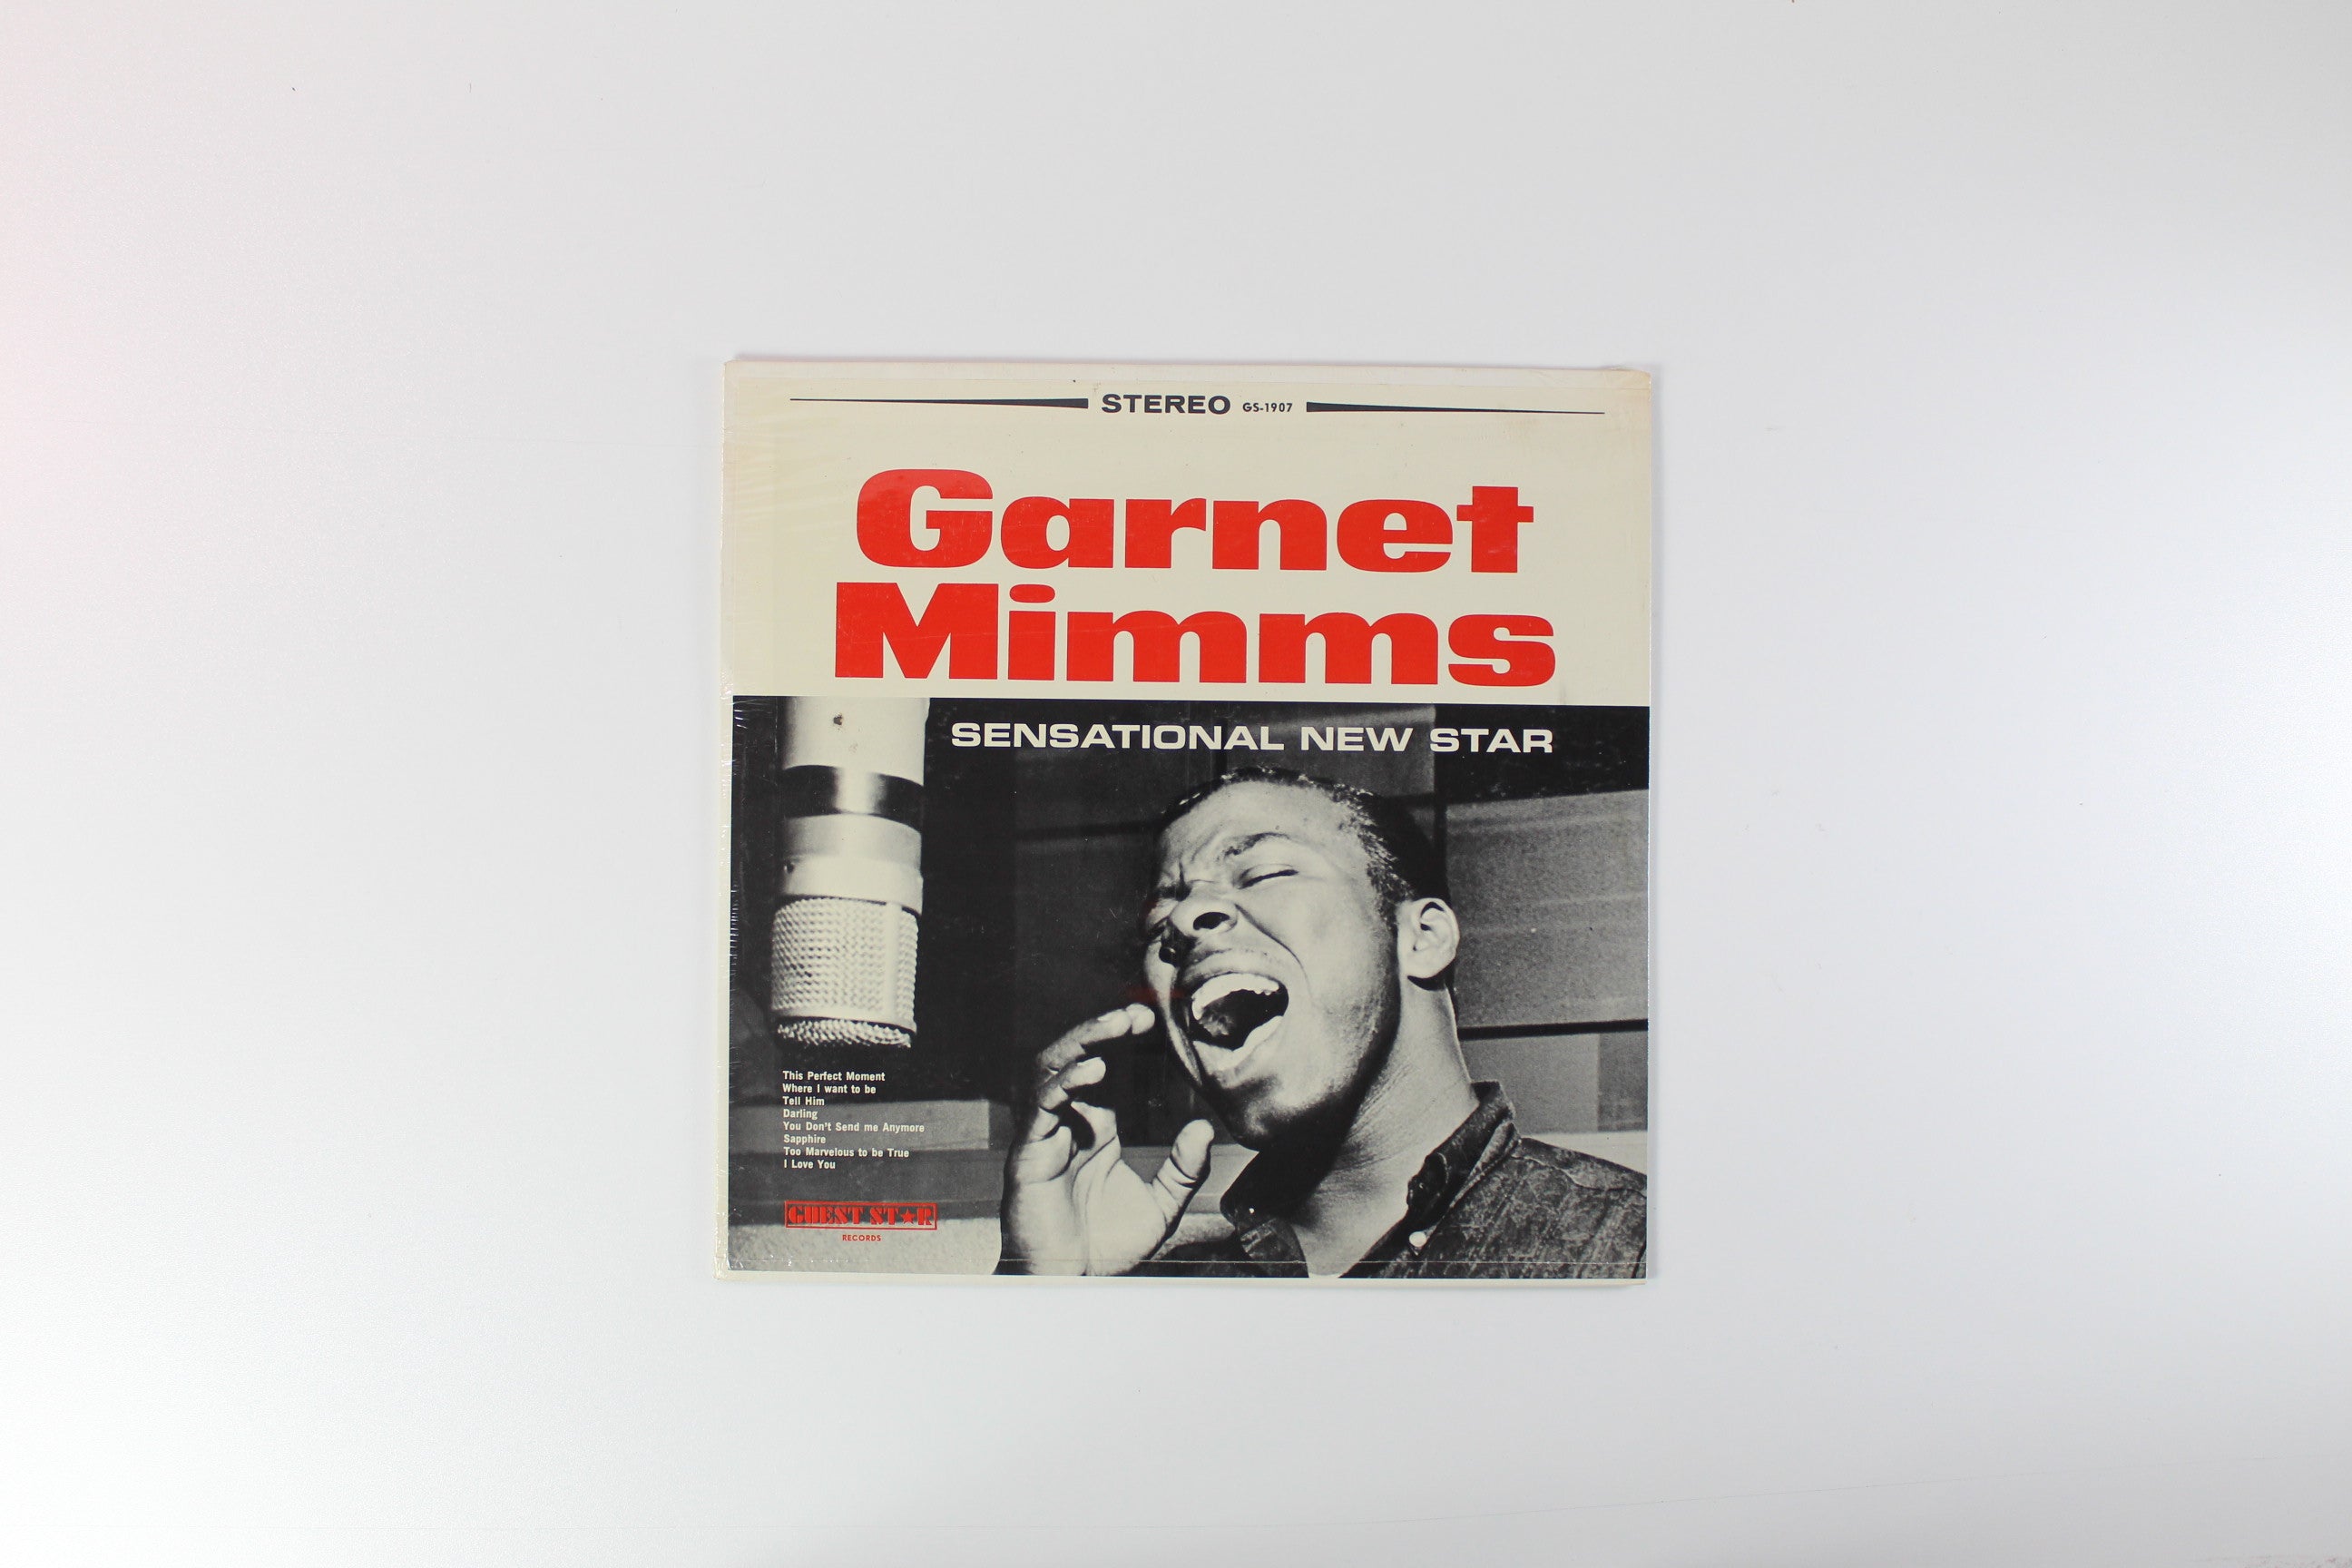 STEREO GS-1907
Garnet
Mimms
SENSATIONAL NEW STAR
This Perfect Moment
Where I want to be
Tell Him
Darling
You Don't Send me Anymore
Sapphire
Too Marvelous to be True
I Love You
GUEST ST★R
RECORDS